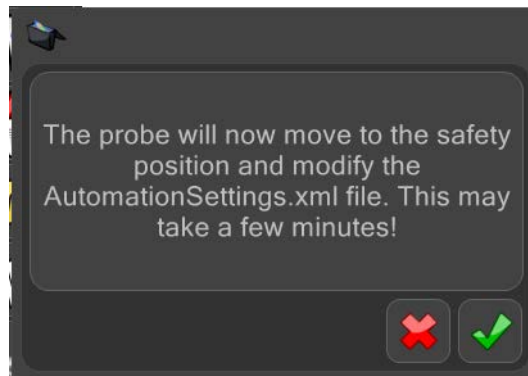 The probe will now move to the safety
position and modify the
AutomationSettings.xml file. This may
take a few minutes!